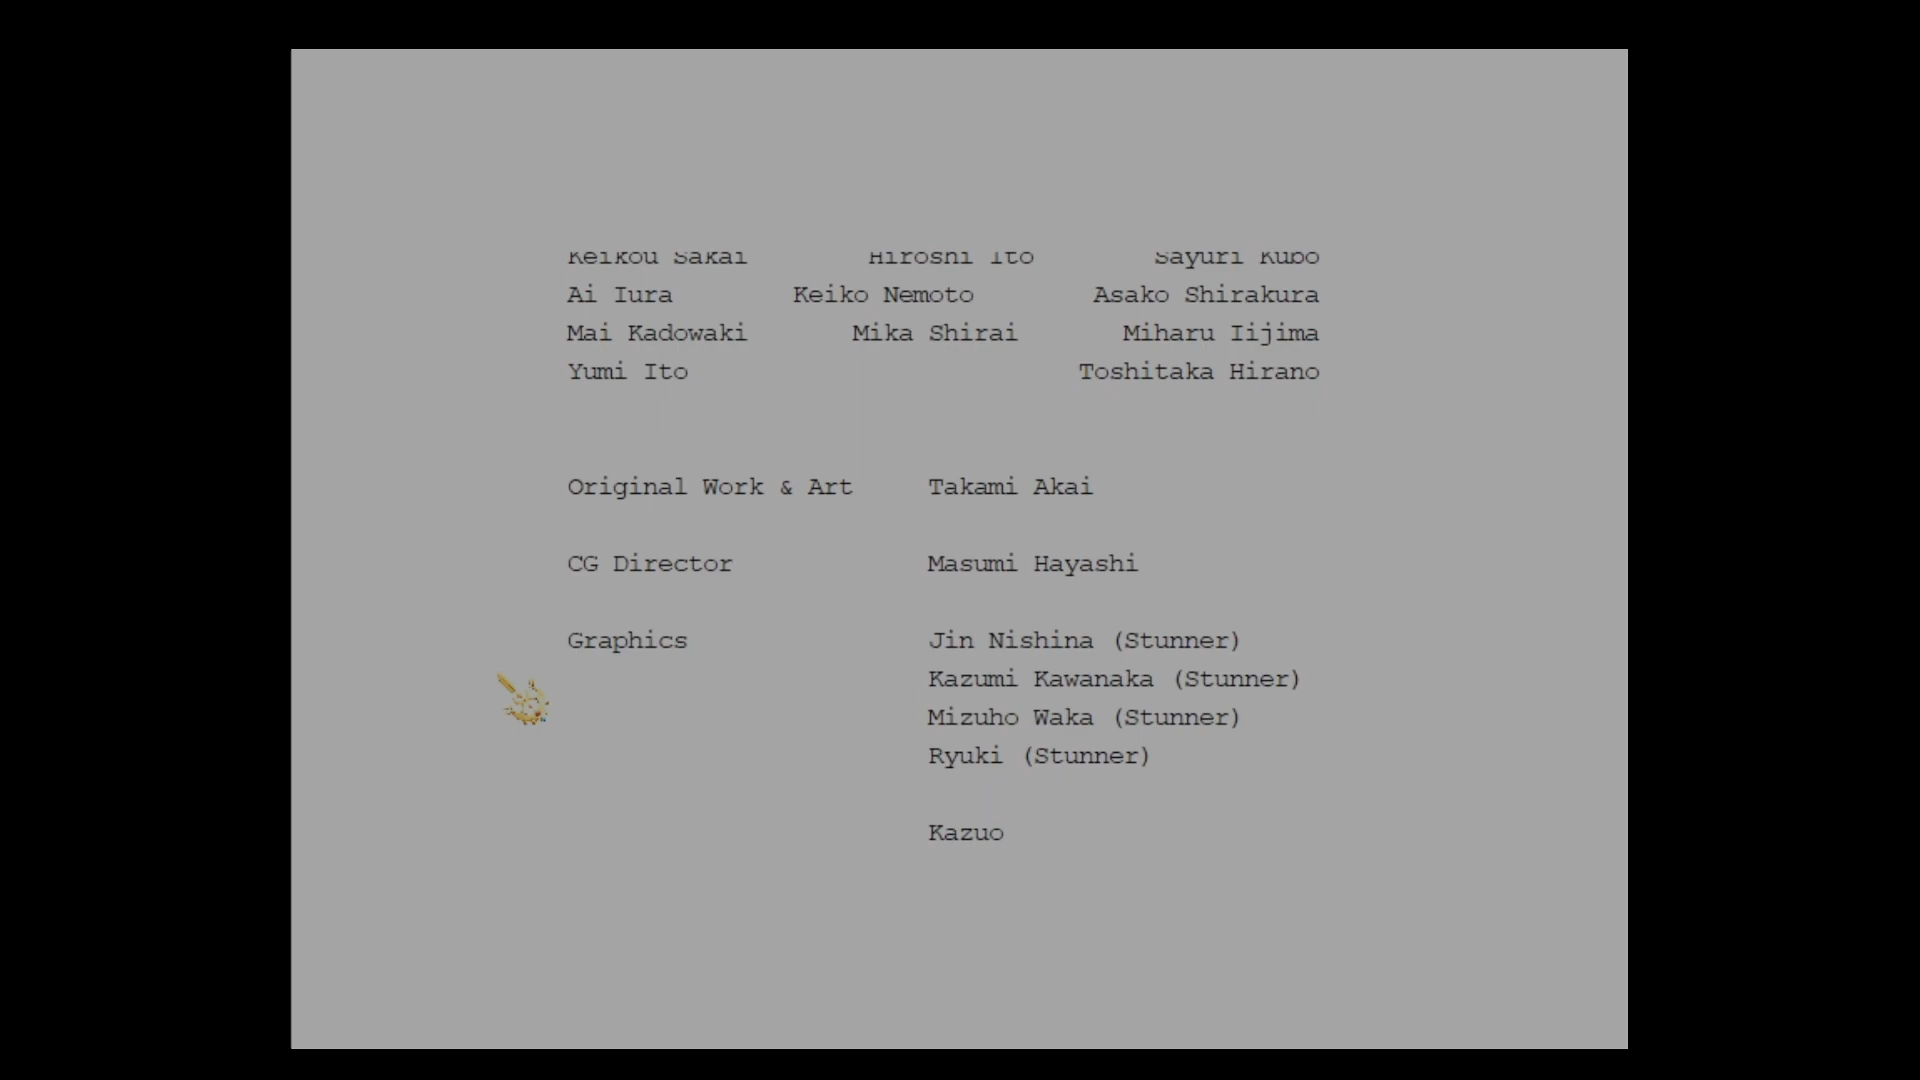 Keikou Sakai Hiroshi Ito Sayuri Kubo
Ai Iura Keiko Nemoto Asako Shirakura
Mai Kadowaki Mika Shirai Miharu Iijima
Yumi Ito Toshitaka Hirano
Original Work & Art Takami Akai
CG Director Masumi Hayashi
Graphics Jin Nishina (Stunner)
Kazumi Kawanaka (Stunner)
Mizuho Waka (Stunner)
Ryuki (Stunner)
Kazuo